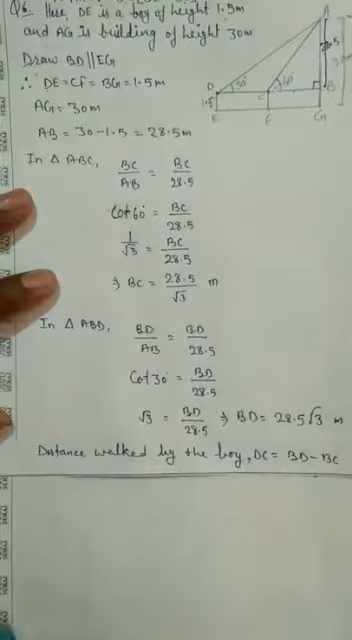 Q6. Here, DE is a boy of height 1.5m
and AG is building of height 30m
Draw BD||EG
∴ DE = CF = BG = 1.5m
AG = 30m
AB = 30 - 1.5 = 28.5m
In Δ ABC, BC/AB = BC/28.5
Cot 60° = BC/28.5
1/√3 = BC/28.5
⇒ BC = 28.5/√3 m
In Δ ABD, BD/AB = BD/28.5
Cot 30° = BD/28.5
√3 = BD/28.5 ⇒ BD = 28.5√3 m
Distance walked by the boy, DC = BD - BC
A
D 30° C 60° B
1.5
E F G